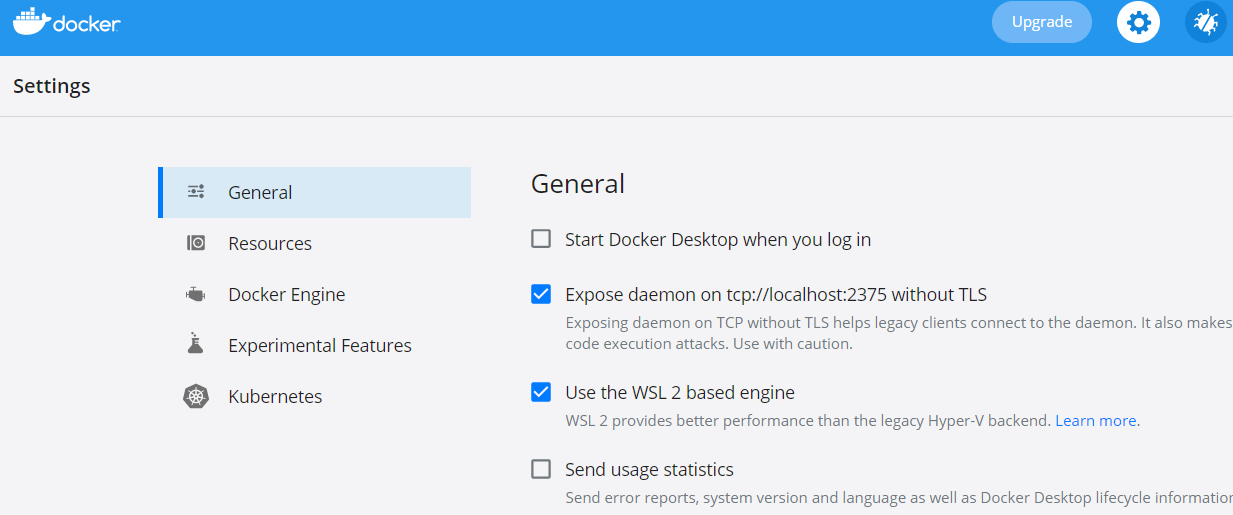 docker
Upgrade
Settings
General
Resources
Docker Engine
Experimental Features
Kubernetes
General
Start Docker Desktop when you log in
Expose daemon on tcp://localhost:2375 without TLS
Exposing daemon on TCP without TLS helps legacy clients connect to the daemon. It also makes
code execution attacks. Use with caution.
Use the WSL 2 based engine
WSL 2 provides better performance than the legacy Hyper-V backend. Learn more.
Send usage statistics
Send error reports, system version and language as well as Docker Desktop lifecycle information